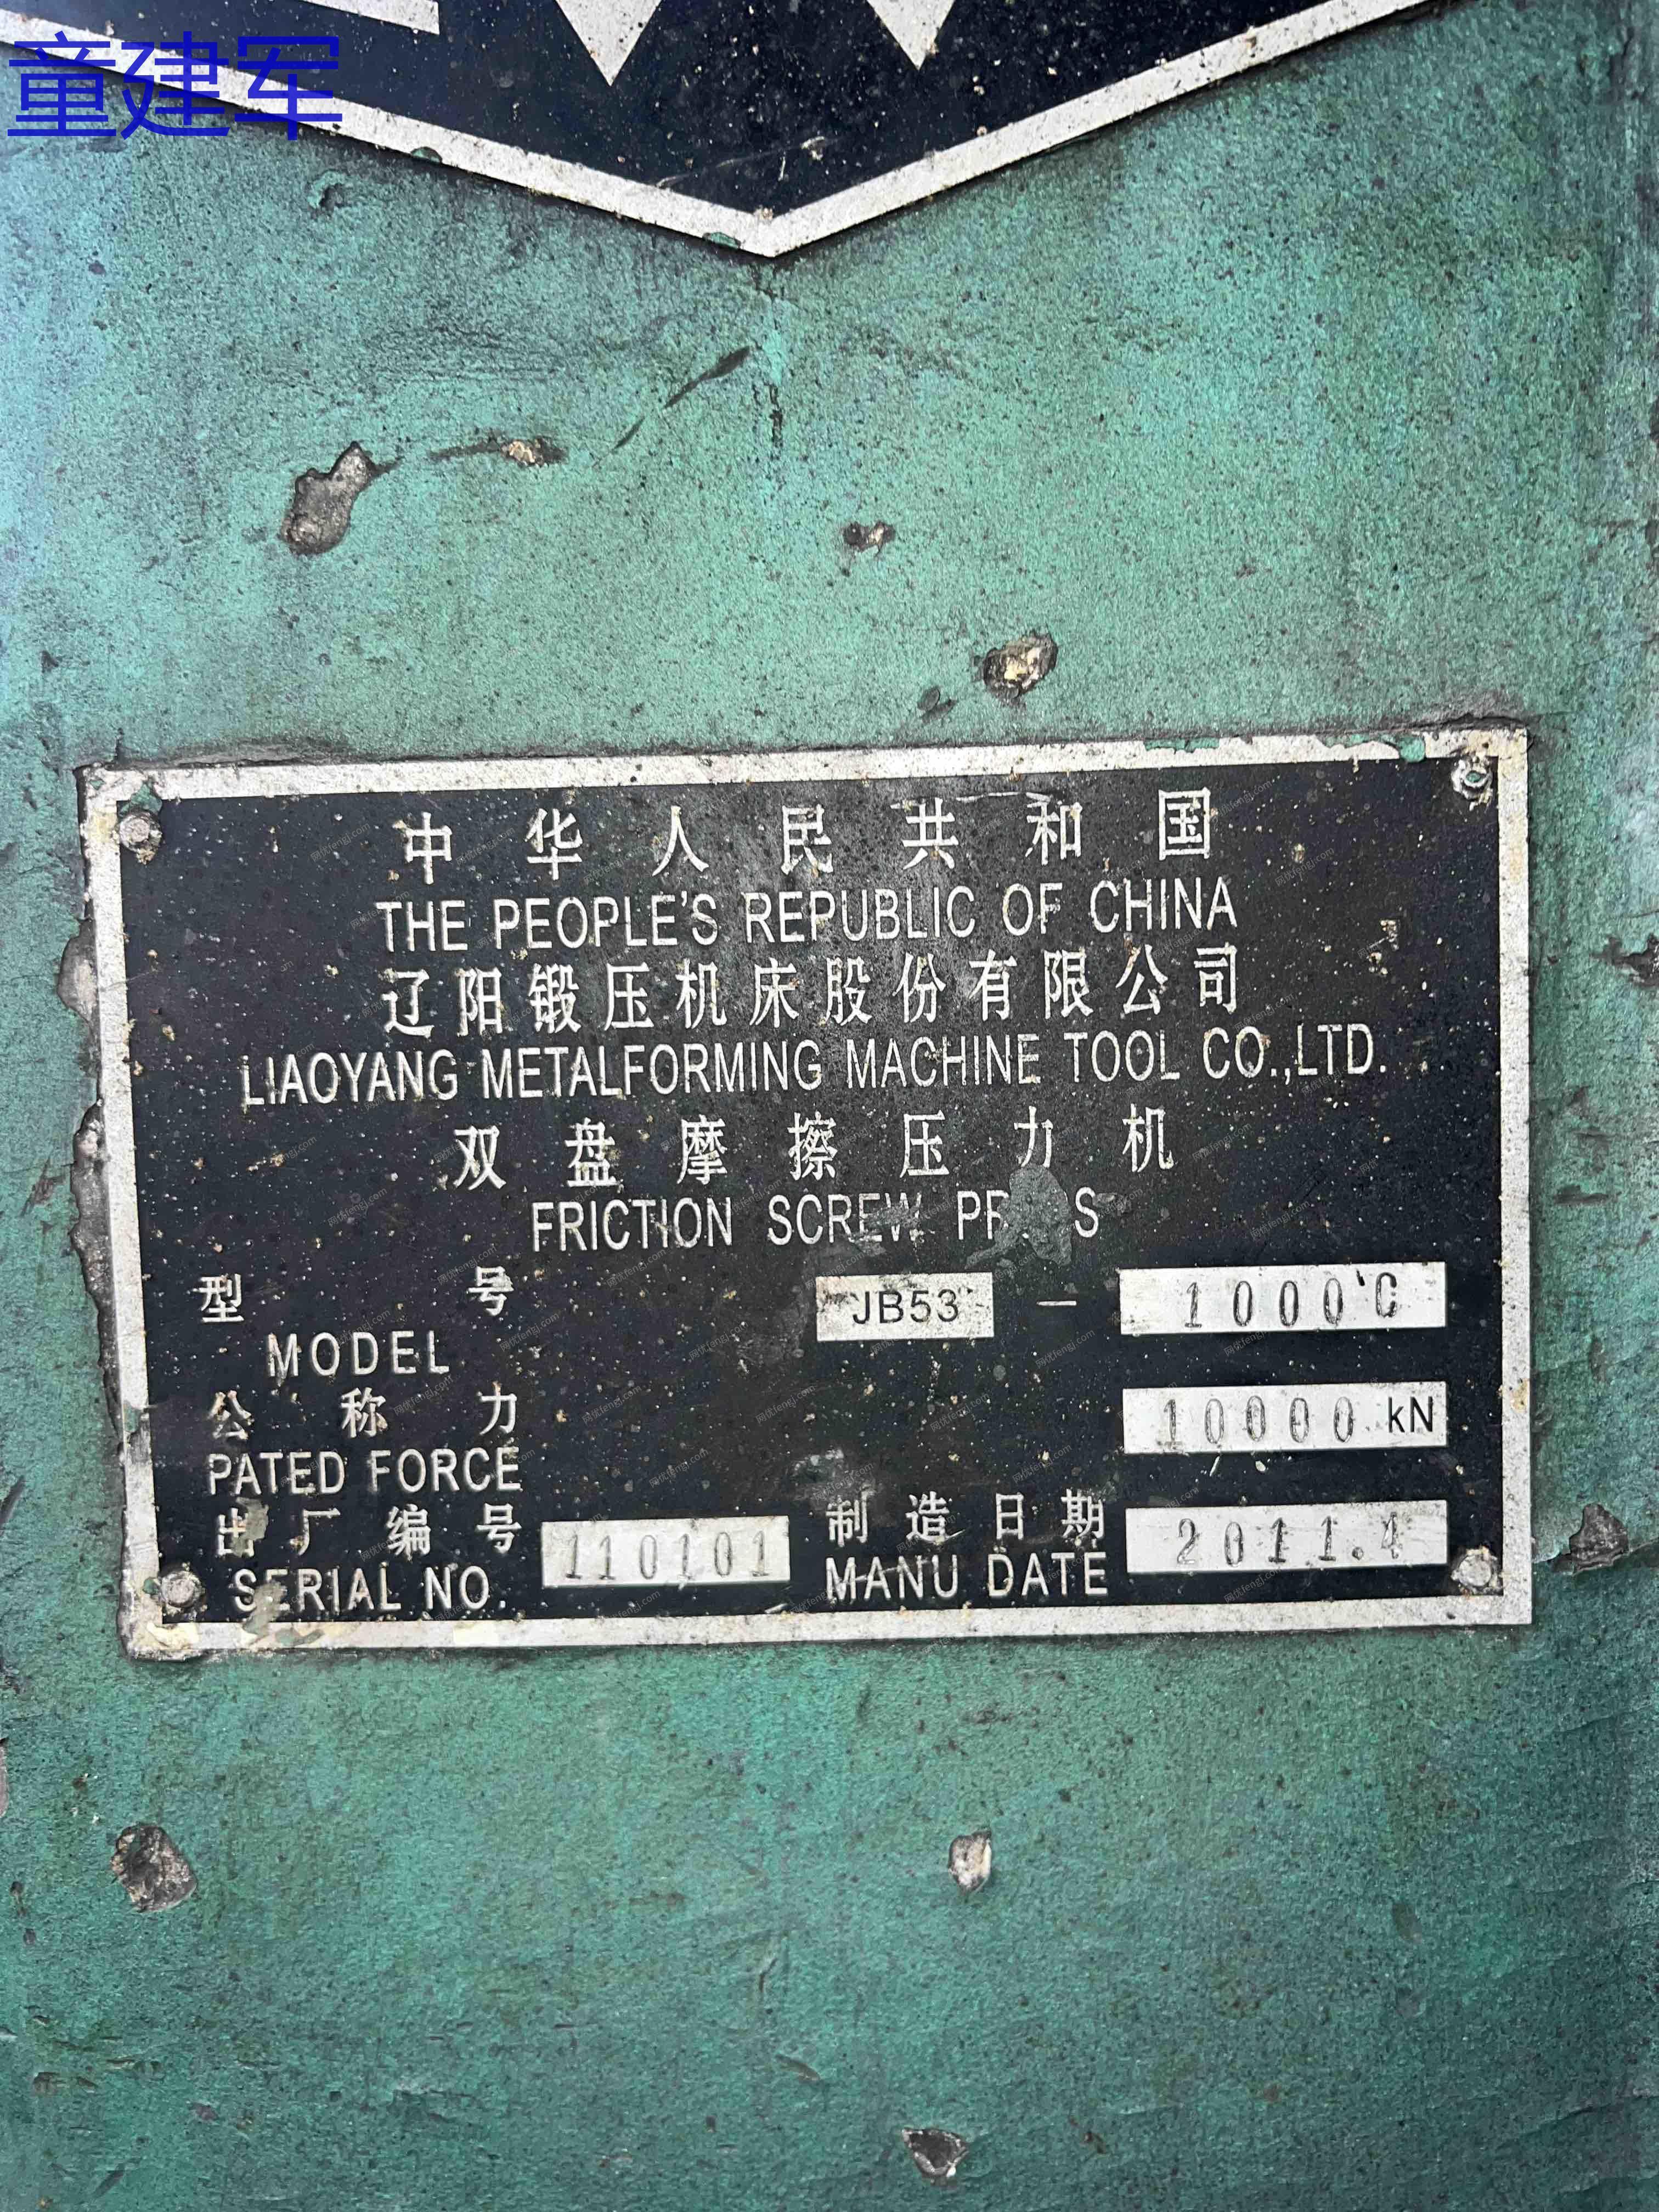 童建军
中华人民共和国
THE PEOPLE'S REPUBLIC OF CHINA
辽阳锻压机床股份有限公司
LIAOYANG METALFORMING MACHINE TOOL CO.,LTD.
双盘摩擦压力机
FRICTION SCREW
型号 JB53 — 1000C
MODEL
公称力 10000 kN
PATED FORCE
出厂编号 110101 制造日期 2011.4
SERIAL NO. MANU DATE